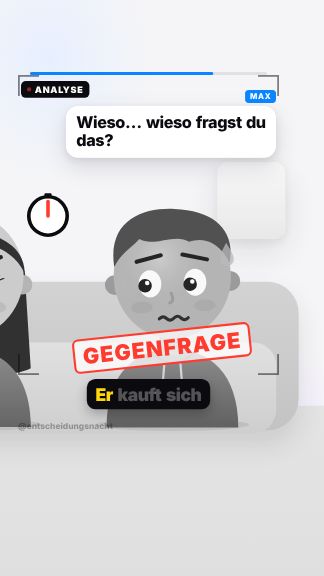 ANALYSE
MAX
Wieso... wieso fragst du
das?
GEGENFRAGE
Er kauft sich
@entscheidungsnacht